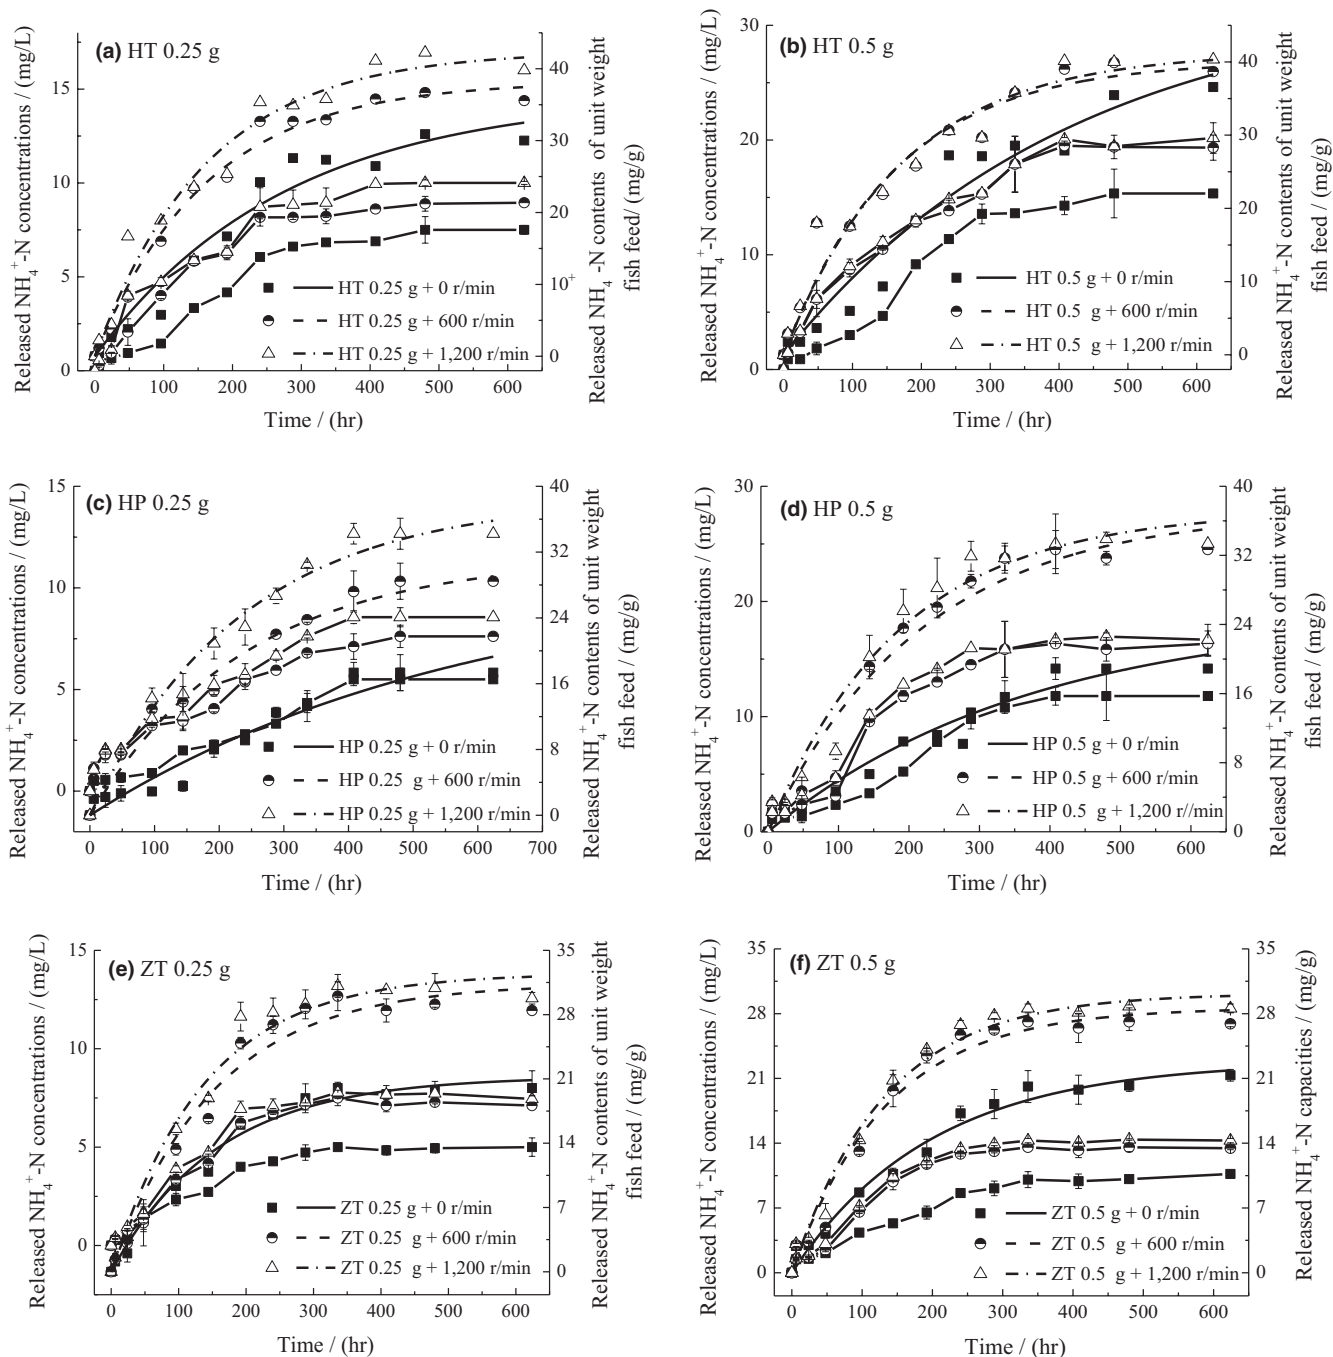 (a) HT 0.25 g
Released NH4+-N concentrations / (mg/L)
15
10
5
0
Released NH4+-N contents of unit weight
fish feed / (mg/g)
40
30
20
10+
0
HT 0.25 g + 0 r/min
HT 0.25 g + 600 r/min
HT 0.25 g + 1,200 r/min
0 100 200 300 400 500 600
Time / (hr)
(b) HT 0.5 g
Released NH4+-N concentrations / (mg/L)
30
20
10
0
Released NH4+-N contents of unit weight
fish feed / (mg/g)
40
30
20
10
0
HT 0.5 g + 0 r/min
HT 0.5 g + 600 r/min
HT 0.5 g + 1,200 r/min
0 100 200 300 400 500 600
Time / (hr)
(c) HP 0.25 g
Released NH4+-N concentrations / (mg/L)
15
10
5
0
Released NH4+-N contents of unit weight
fish feed / (mg/g)
40
32
24
16
8
0
HP 0.25 g + 0 r/min
HP 0.25 g + 600 r/min
HP 0.25 g + 1,200 r/min
0 100 200 300 400 500 600 700
Time / (hr)
(d) HP 0.5 g
Released NH4+-N concentrations / (mg/L)
30
20
10
0
Released NH4+-N contents of unit weight
fish feed / (mg/g)
40
32
24
16
8
0
HP 0.5 g + 0 r/min
HP 0.5 g + 600 r/min
HP 0.5 g + 1,200 r/min
0 100 200 300 400 500 600
Time / (hr)
(e) ZT 0.25 g
Released NH4+-N concentrations / (mg/L)
15
10
5
0
Released NH4+-N contents of unit weight
fish feed / (mg/g)
35
28
21
14
7
0
ZT 0.25 g + 0 r/min
ZT 0.25 g + 600 r/min
ZT 0.25 g + 1,200 r/min
0 100 200 300 400 500 600
Time / (hr)
(f) ZT 0.5 g
Released NH4+-N concentrations / (mg/L)
35
28
21
14
7
0
Released NH4+-N capacities / (mg/g)
35
28
21
14
7
0
ZT 0.5 g + 0 r/min
ZT 0.5 g + 600 r/min
ZT 0.5 g + 1,200 r/min
0 100 200 300 400 500 600
Time / (hr)